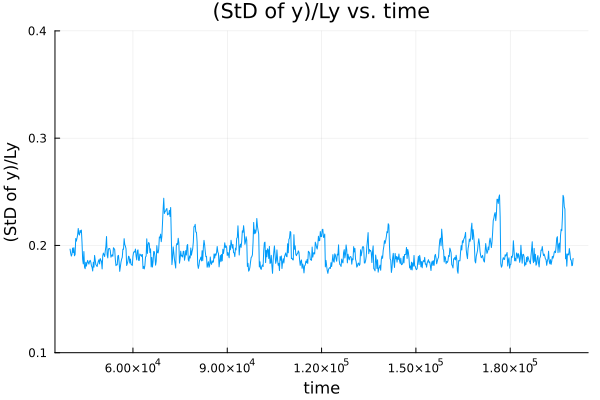 (StD of y)/Ly vs. time
0.4
0.3
0.2
0.1
(StD of y)/Ly
6.00×10⁴ 9.00×10⁴ 1.20×10⁵ 1.50×10⁵ 1.80×10⁵
time